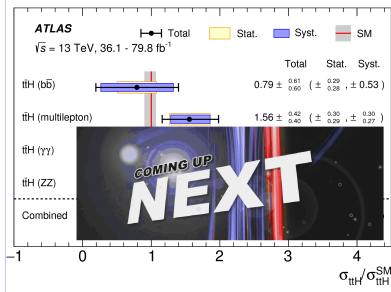 ATLAS
Total Stat. Syst. SM
√s = 13 TeV, 36.1 - 79.8 fb⁻¹
Total Stat. Syst.
tt̄H (bb̄) 0.79 ± 0.61 0.60 ( ± 0.29 0.28 , ± 0.53 )
tt̄H (multilepton) 1.56 ± 0.42 0.40 ( ± 0.30 0.29 , ± 0.30 0.27 )
tt̄H (γγ)
tt̄H (ZZ)
Combined
COMING UP
NEXT
−1 0 1 2 3 4
σttH/σSMttH